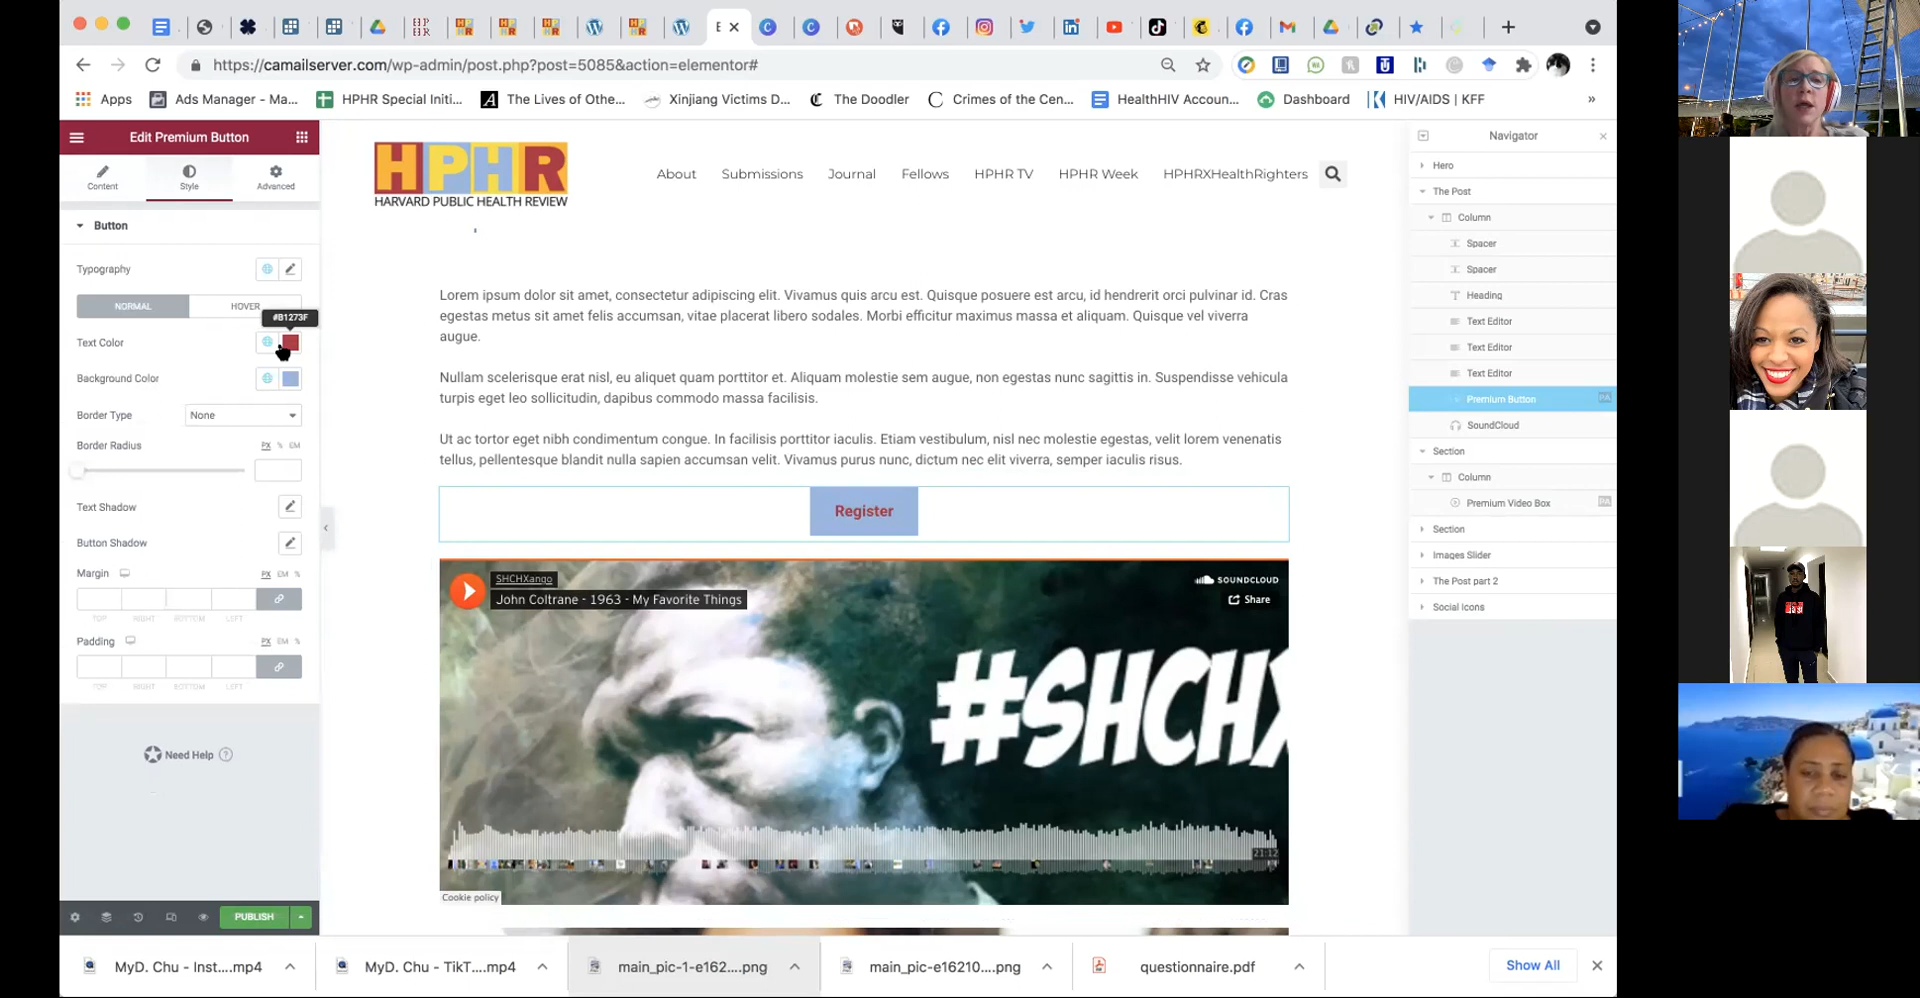 E
https://camailserver.com/wp-admin/post.php?post=5085&action=elementor#
Apps
Ads Manager - Ma...
HPHR Special Initi...
The Lives of Othe...
Xinjiang Victims D...
The Doodler
Crimes of the Cen...
HealthHIV Accoun...
Dashboard
HIV/AIDS | KFF
»
Edit Premium Button
Content
Style
Advanced
Button
Typography
NORMAL
HOVER
#B1273F
Text Color
Background Color
Border Type
None
Border Radius
PX % EM
Text Shadow
Button Shadow
Margin
PX EM %
TOP RIGHT BOTTOM LEFT
Padding
PX EM %
TOP RIGHT BOTTOM LEFT
Need Help
PUBLISH
HPHR
HARVARD PUBLIC HEALTH REVIEW
About
Submissions
Journal
Fellows
HPHR TV
HPHR Week
HPHRXHealthRighters
Lorem ipsum dolor sit amet, consectetur adipiscing elit. Vivamus quis arcu est. Quisque posuere est arcu, id hendrerit orci pulvinar id. Cras
egestas metus sit amet felis accumsan, vitae placerat libero sodales. Morbi efficitur maximus massa et aliquam. Quisque vel viverra
augue.
Nullam scelerisque erat nisl, eu aliquet quam porttitor et. Aliquam molestie sem augue, non egestas nunc sagittis in. Suspendisse vehicula
turpis eget leo sollicitudin, dapibus commodo massa facilisis.
Ut ac tortor eget nibh condimentum congue. In facilisis porttitor iaculis. Etiam vestibulum, nisl nec molestie egestas, velit lorem venenatis
tellus, pellentesque blandit nulla sapien accumsan velit. Vivamus purus nunc, dictum nec elit viverra, semper iaculis risus.
Register
SHCHXango
John Coltrane - 1963 - My Favorite Things
SOUNDCLOUD
Share
#SHCHX
21:12
Cookie policy
Navigator
Hero
The Post
Column
Spacer
Spacer
Heading
Text Editor
Text Editor
Text Editor
Premium Button
SoundCloud
Section
Column
Premium Video Box
Section
Images Slider
The Post part 2
Social Icons
MyD. Chu - Inst....mp4
MyD. Chu - TikT....mp4
main_pic-1-e162....png
main_pic-e16210....png
questionnaire.pdf
Show All